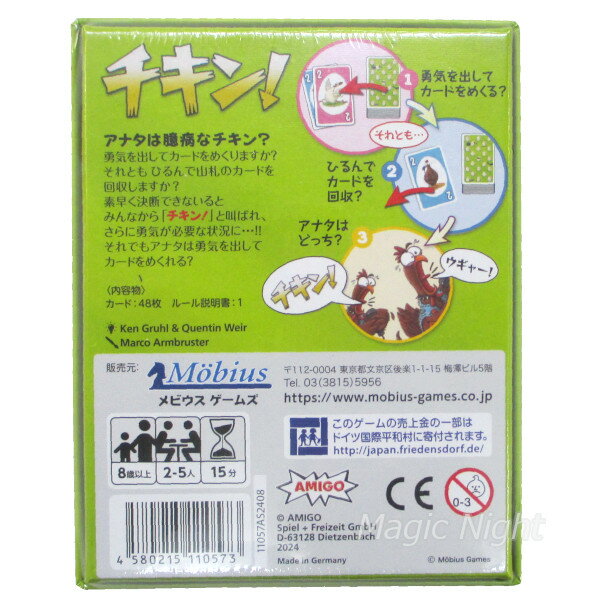 チキン!
アナタは臆病なチキン?
勇気を出してカードをめくりますか?
それとも ひるんで山札のカードを
回収しますか?
素早く決断できないと
みんなから「チキン!」と叫ばれ、
さらに勇気が必要な状況に…!!
それでもアナタは勇気を出して
カードをめくれる?
〈内容物〉
カード:48枚 ルール説明書:1
Ken Gruhl & Quentin Weir
Marco Armbruster
1 勇気を出して
カードをめくる?
それとも…
2 ひるんで
カードを
回収?
アナタは
どっち?
3
チキン!
ウギャー!
販売元:
Möbius
メビウス ゲームズ
〒112-0004 東京都文京区後楽1-1-15 梅澤ビル5階
Tel. 03(3815)5956
https://www.mobius-games.co.jp
8歳以上 2-5人 15分
このゲームの売上金の一部は
ドイツ国際平和村に寄付されます。
http://japan.friedensdorf.de/
4 580215 110573
11057AS2408
AMIGO
© AMIGO
Spiel + Freizeit GmbH
D-63128 Dietzenbach
2024
Made in Germany
CE
0-3
Magic Night
© Möbius Games